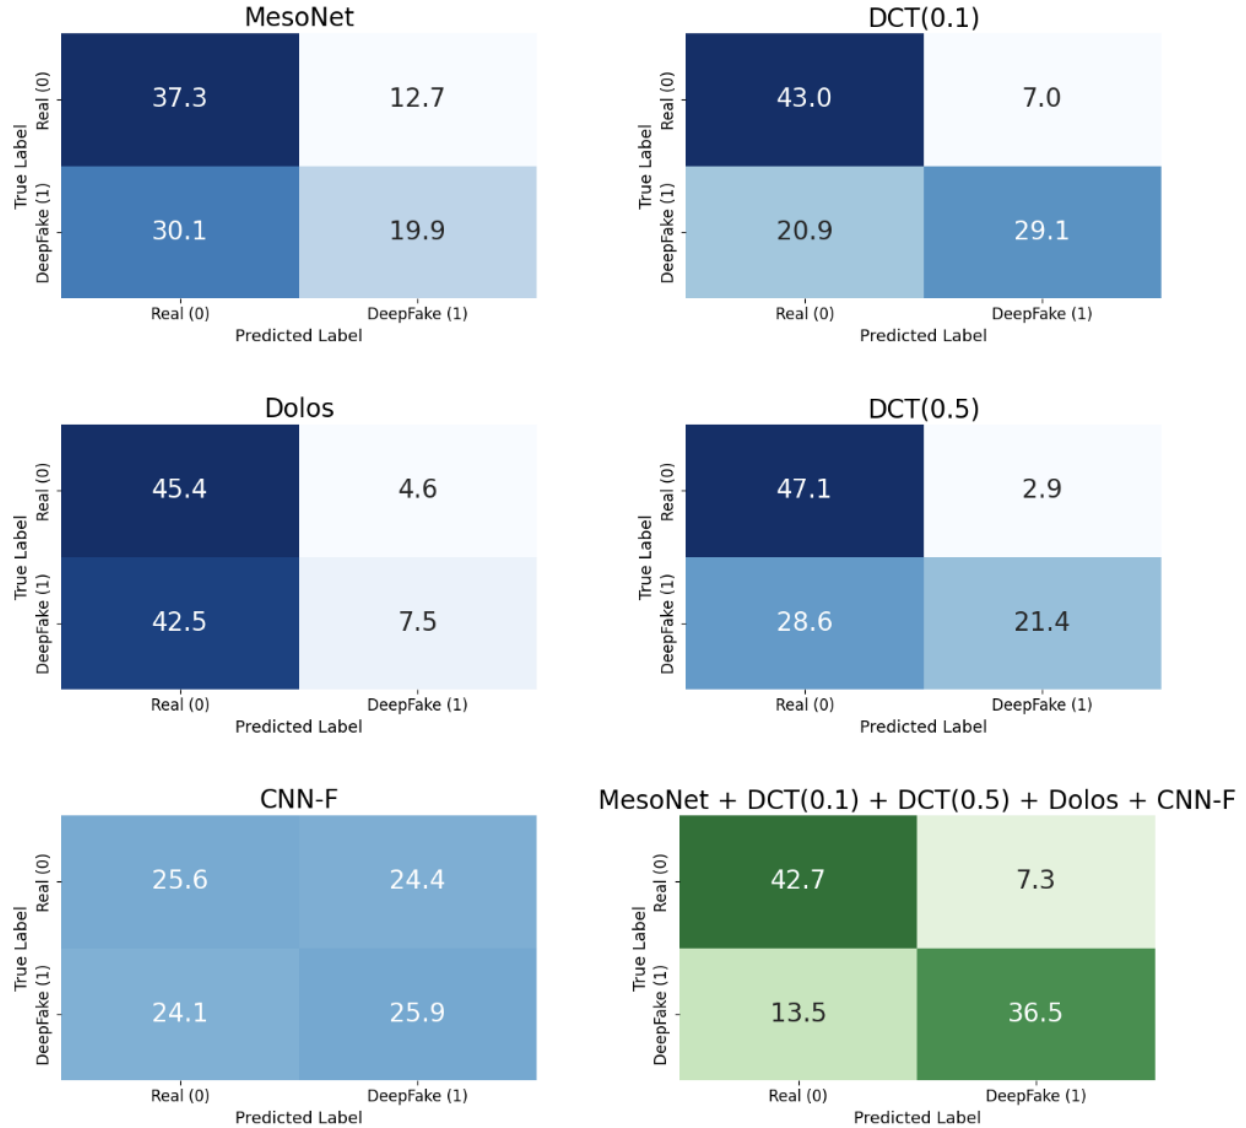 MesoNet
Real (0)
DeepFake (1)
True Label
37.3 12.7
30.1 19.9
Real (0) DeepFake (1)
Predicted Label
DCT(0.1)
Real (0)
DeepFake (1)
True Label
43.0 7.0
20.9 29.1
Real (0) DeepFake (1)
Predicted Label
Dolos
Real (0)
DeepFake (1)
True Label
45.4 4.6
42.5 7.5
Real (0) DeepFake (1)
Predicted Label
DCT(0.5)
Real (0)
DeepFake (1)
True Label
47.1 2.9
28.6 21.4
Real (0) DeepFake (1)
Predicted Label
CNN-F
Real (0)
DeepFake (1)
True Label
25.6 24.4
24.1 25.9
Real (0) DeepFake (1)
Predicted Label
MesoNet + DCT(0.1) + DCT(0.5) + Dolos + CNN-F
Real (0)
DeepFake (1)
True Label
42.7 7.3
13.5 36.5
Real (0) DeepFake (1)
Predicted Label